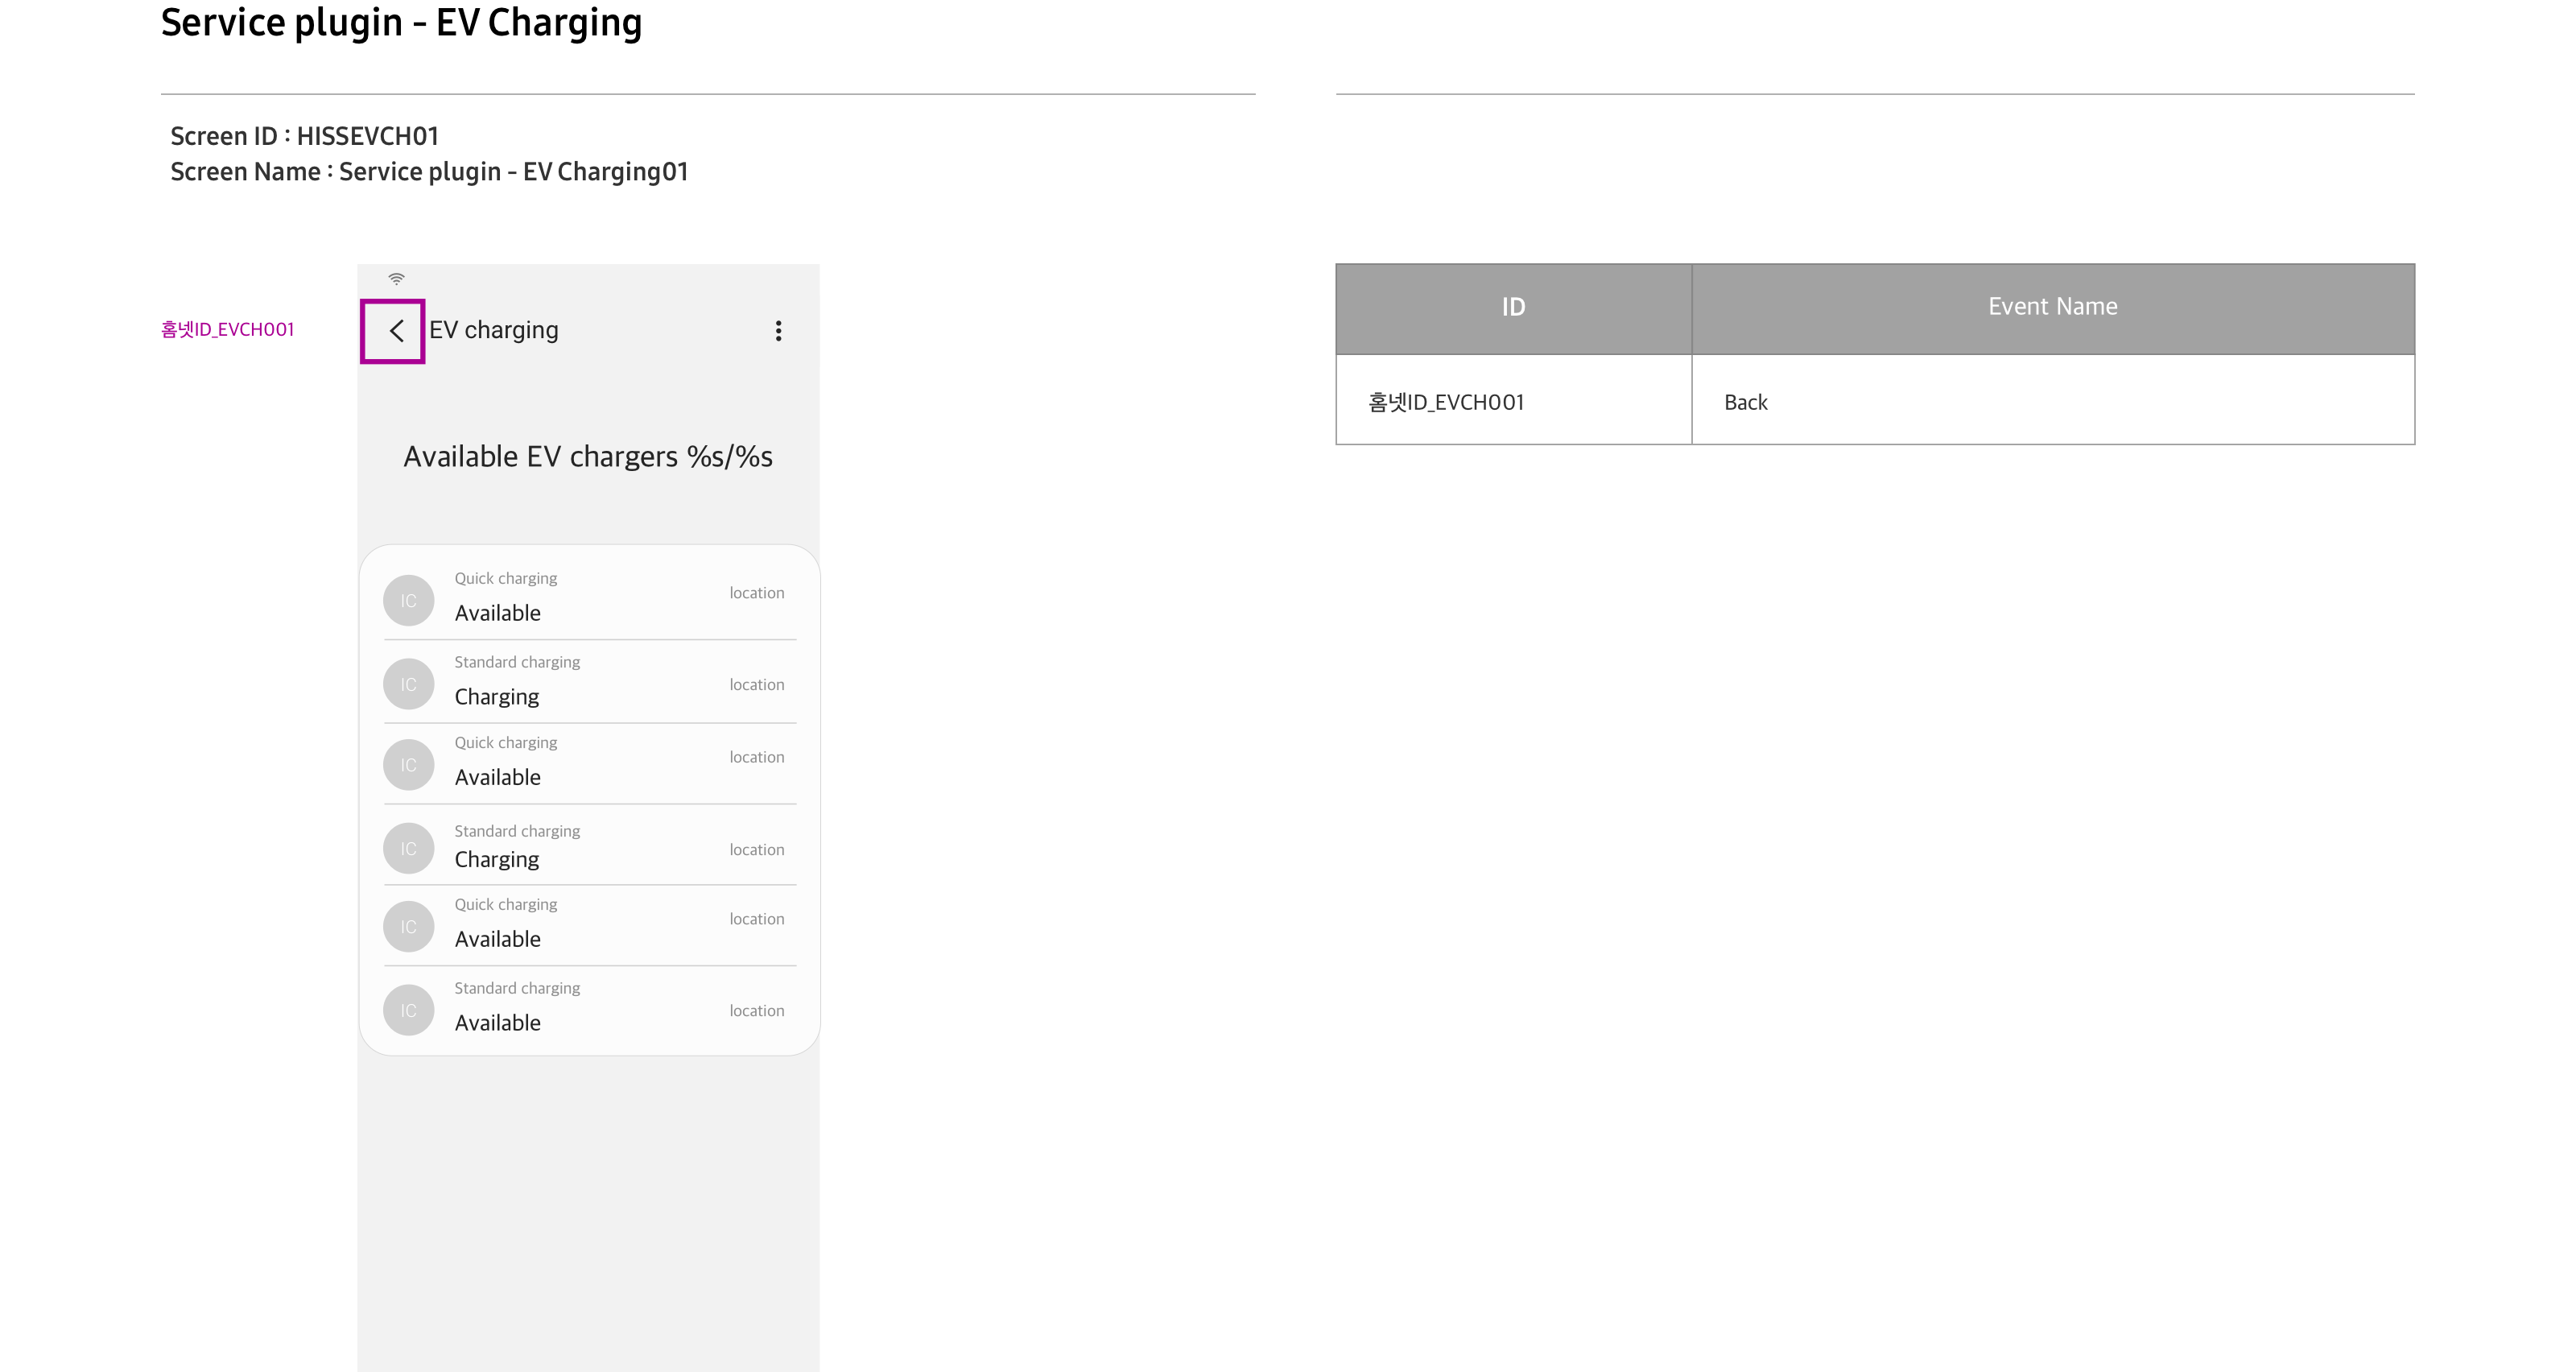 Service plugin - EV Charging
Screen ID : HISSEVCH01
Screen Name : Service plugin - EV Charging01
홈넷ID_EVCH001
EV charging
Available EV chargers %s/%s
IC
Quick charging
Available
location
IC
Standard charging
Charging
location
IC
Quick charging
Available
location
IC
Standard charging
Charging
location
IC
Quick charging
Available
location
IC
Standard charging
Available
location
ID
Event Name
홈넷ID_EVCH001
Back